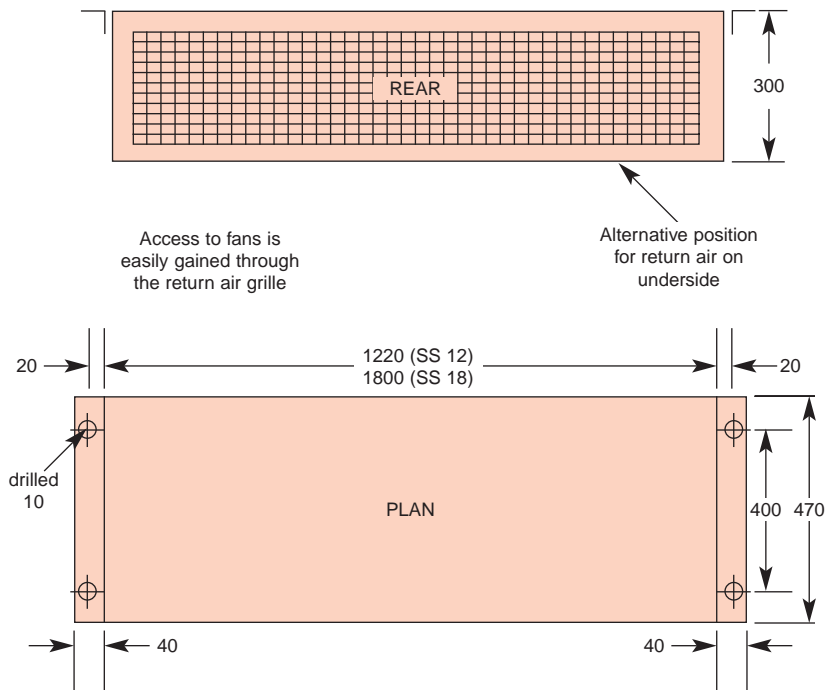 REAR
300
Access to fans is
easily gained through
the return air grille
Alternative position
for return air on
underside
20
1220 (SS 12)
1800 (SS 18)
20
drilled
10
PLAN
400
470
40
40